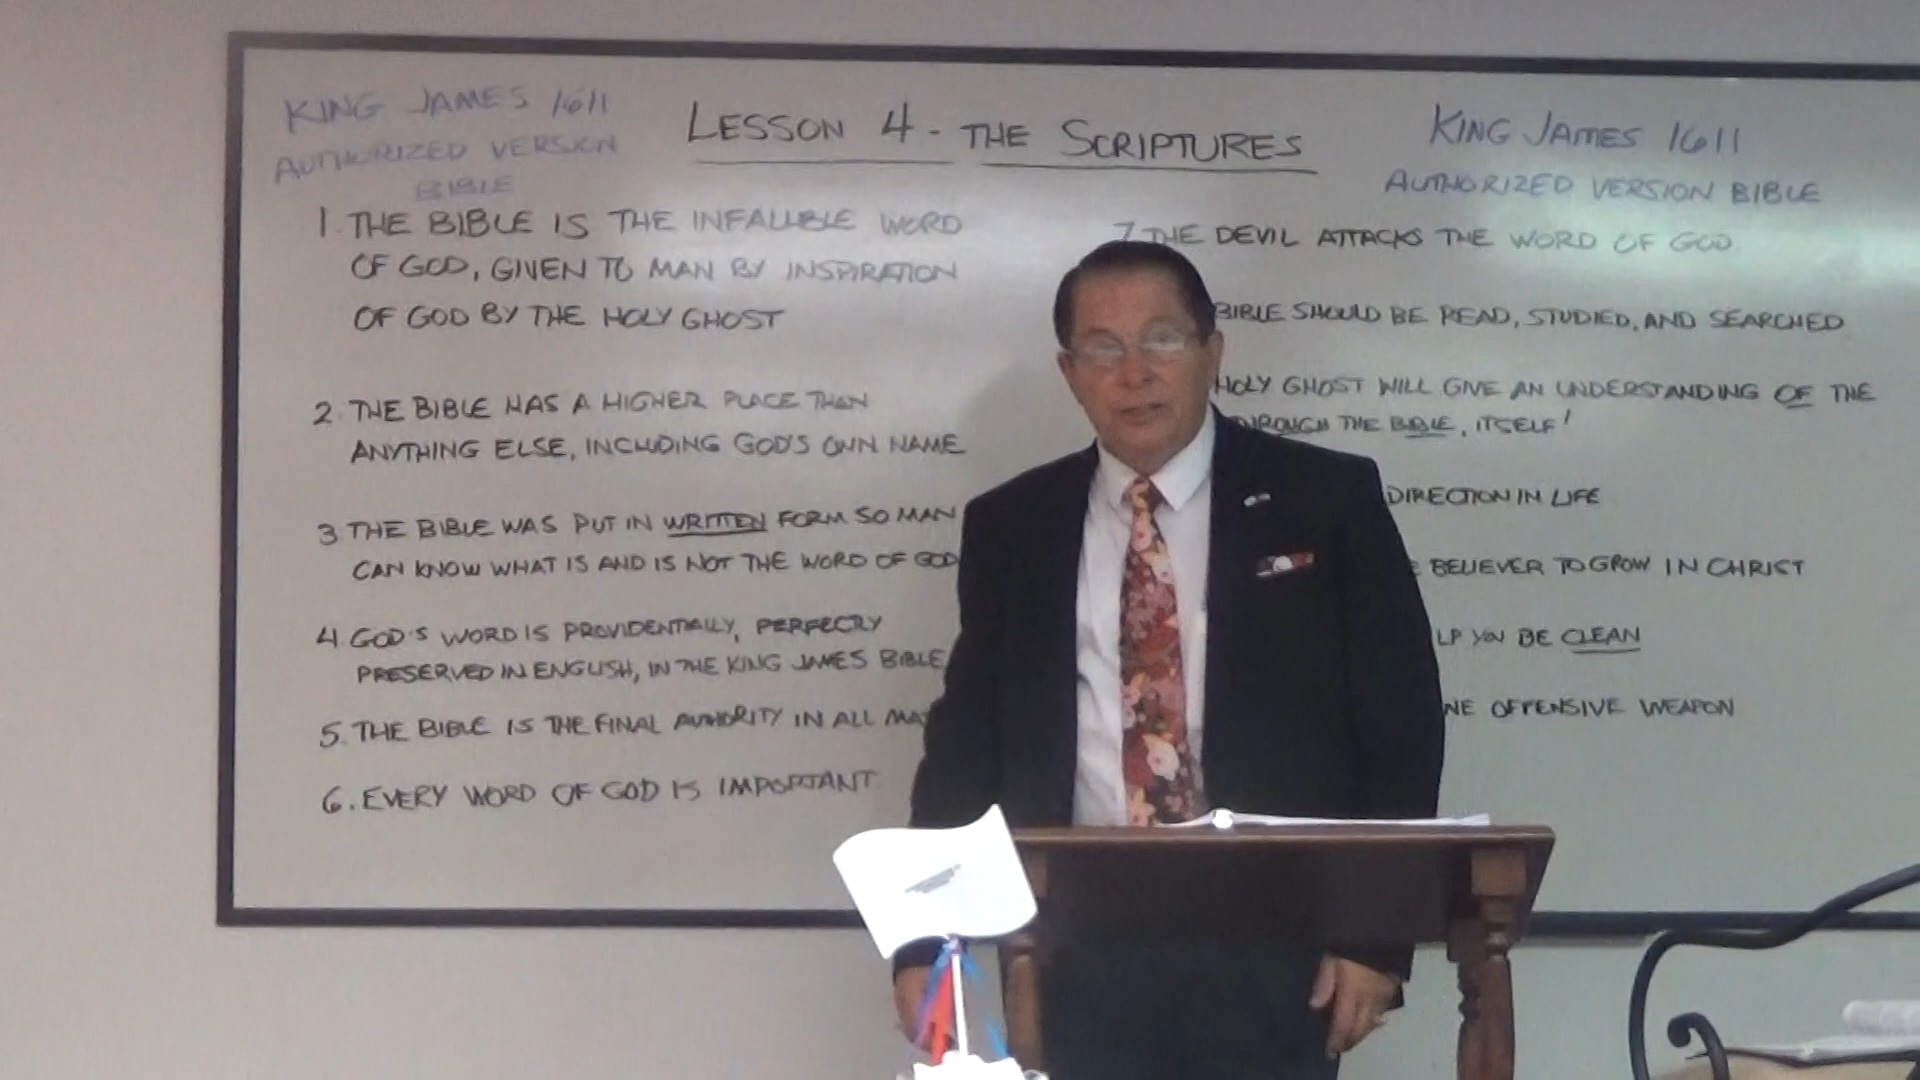 KING JAMES 1611
AUTHORIZED VERSION
BIBLE
LESSON 4 - THE SCRIPTURES
KING JAMES 1611
AUTHORIZED VERSION BIBLE
1. THE BIBLE IS THE INFALLIBLE WORD
OF GOD, GIVEN TO MAN BY INSPIRATION
OF GOD BY THE HOLY GHOST
2. THE BIBLE HAS A HIGHER PLACE THAN
ANYTHING ELSE, INCLUDING GOD'S OWN NAME
3 THE BIBLE WAS PUT IN WRITTEN FORM SO MAN
CAN KNOW WHAT IS AND IS NOT THE WORD OF GOD
4. GOD'S WORD IS PROVIDENTIALLY, PERFECTLY
PRESERVED IN ENGLISH, IN THE KING JAMES BIBLE
5. THE BIBLE IS THE FINAL AUTHORITY IN ALL
6. EVERY WORD OF GOD IS IMPORTANT
7. THE DEVIL ATTACKS THE WORD OF GOD
BIBLE SHOULD BE READ, STUDIED, AND SEARCHED
HOLY GHOST WILL GIVE AN UNDERSTANDING OF THE
THROUGH THE BIBLE, ITSELF!
DIRECTION IN LIFE
BELIEVER TO GROW IN CHRIST
YOU BE CLEAN
OFFENSIVE WEAPON